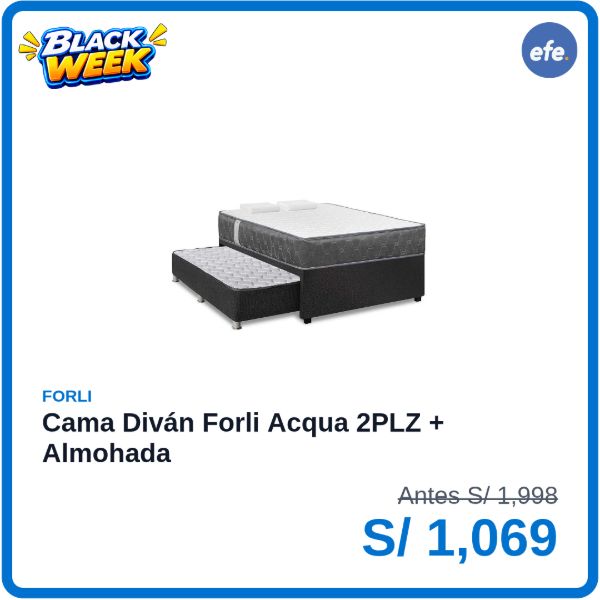 BLACK
WEEK
efe.
FORLI
Cama Diván Forli Acqua 2PLZ +
Almohada
Antes S/ 1,998
S/ 1,069